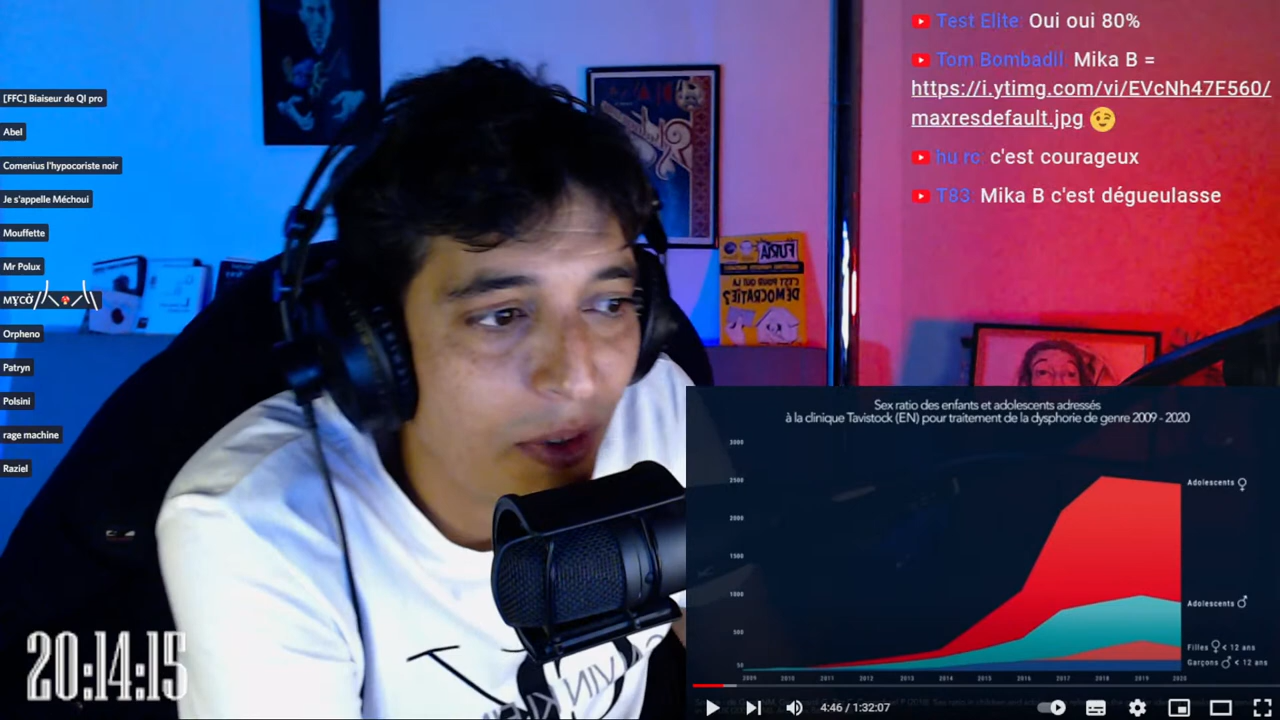 [FFC] Biaiseur de QI pro
Abel
Comenius l'hypocoriste noir
Je s'appelle Méchoui
Mouffette
Mr Polux
Orpheno
Patryn
Polsini
rage machine
Raziel
20:14:15
Test Elite: Oui oui 80%
Tom Bombadil Mika B =
https://i.ytimg.com/vi/EVcNh47F560/
maxresdefault.jpg 😉
hu rc: c'est courageux
T83: Mika B c'est dégueulasse
FURIA
C'EST POUR QUI LA
DÉMOCRATIE?
Sex ratio des enfants et adolescents adressés
à la clinique Tavistock (EN) pour traitement de la dysphorie de genre 2009 - 2020
3000
2500
2000
1500
1000
500
50
2009 2010 2011 2012 2013 2014 2015 2016 2017 2018 2019 2020
Adolescents ♀
Adolescents ♂
Filles ♀ < 12 ans
Garçons ♂ < 12 ans
4:46 / 1:32:07